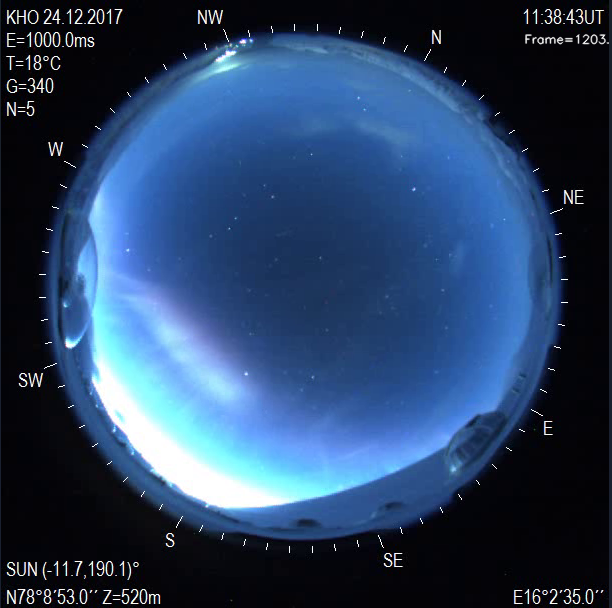 KHO 24.12.2017
E=1000.0ms
T=18°C
G=340
N=5
11:38:43UT
Frame=1203.
NW
N
W
NE
SW
E
S
SE
SUN (-11.7,190.1)°
N78°8'53.0'' Z=520m
E16°2'35.0''